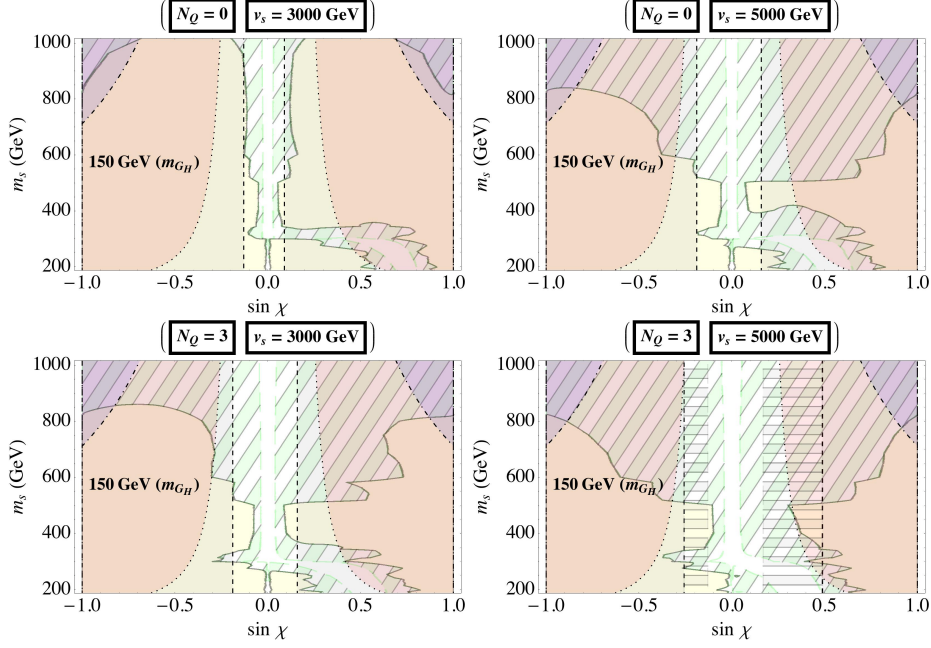 ( N_Q = 0 v_s = 3000 GeV )
1000
800
600
400
200
m_s (GeV)
150 GeV (m_{GH})
−1.0 −0.5 0.0 0.5 1.0
sin χ
( N_Q = 0 v_s = 5000 GeV )
1000
800
600
400
200
m_s (GeV)
150 GeV (m_{GH})
−1.0 −0.5 0.0 0.5 1.0
sin χ
( N_Q = 3 v_s = 3000 GeV )
1000
800
600
400
200
m_s (GeV)
150 GeV (m_{GH})
−1.0 −0.5 0.0 0.5 1.0
sin χ
( N_Q = 3 v_s = 5000 GeV )
1000
800
600
400
200
m_s (GeV)
150 GeV (m_{GH})
−1.0 −0.5 0.0 0.5 1.0
sin χ